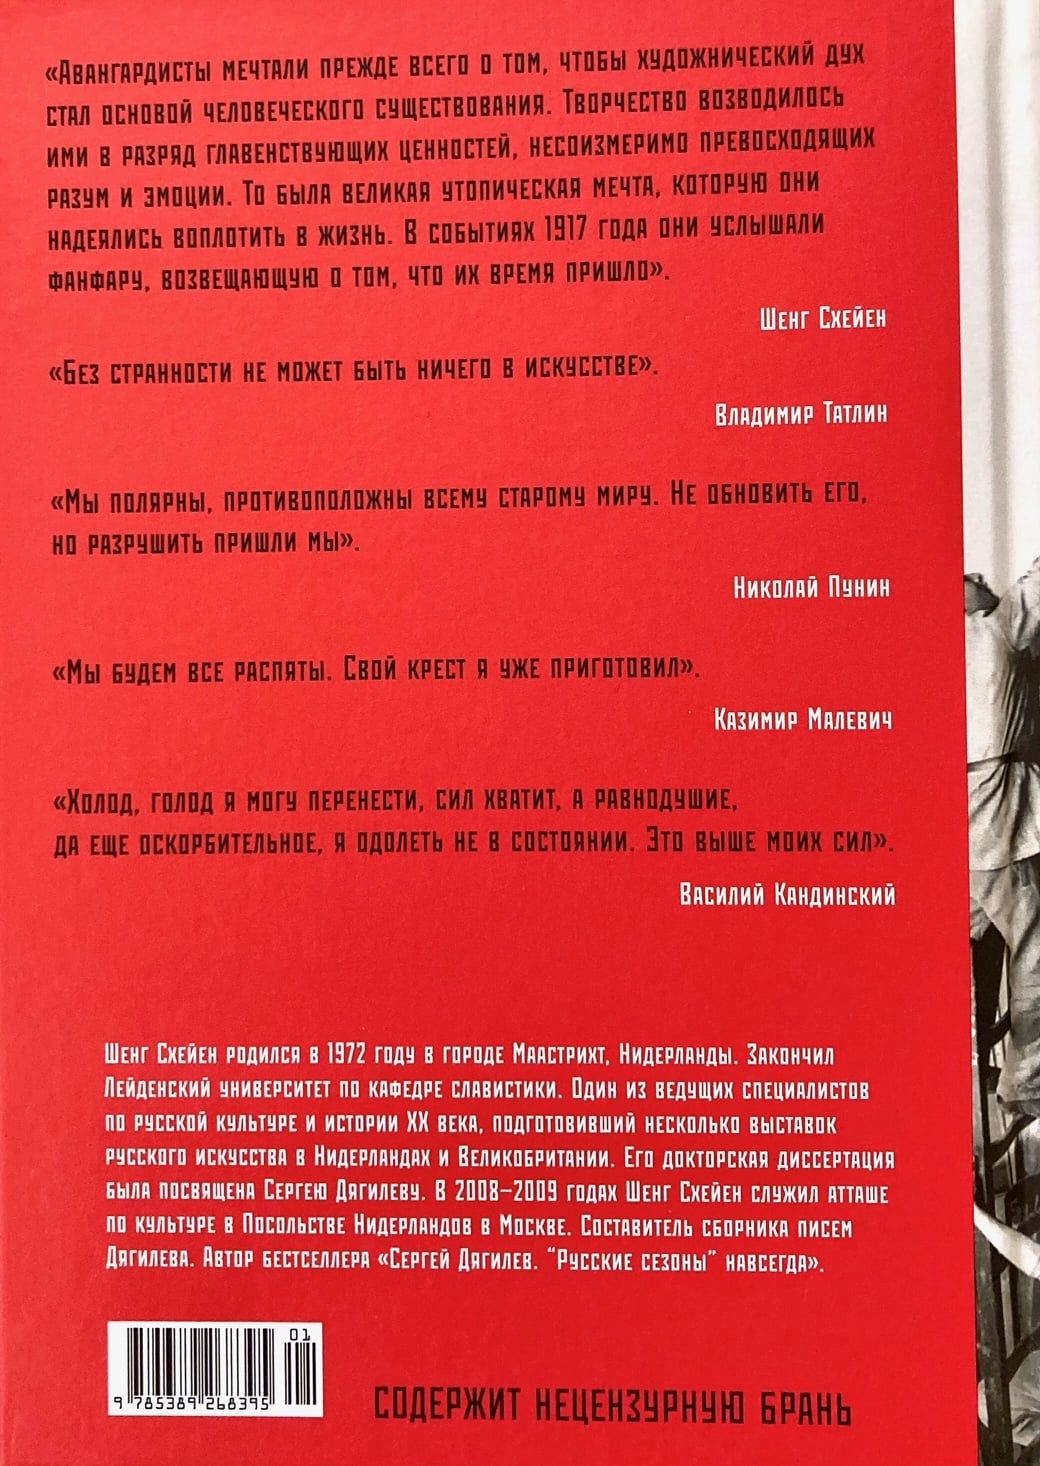 «Авангардисты мечтали прежде всего о том, чтобы художнический дух
стал основой человеческого существования. Творчество возводилось
ими в разряд главенствующих ценностей, несоизмеримо превосходящих
разум и эмоции. То была великая утопическая мечта, которую они
надеялись воплотить в жизнь. В событиях 1917 года они услышали
фанфару, возвещающую о том, что их время пришло».
Шенг Схейен
«Без странности не может быть ничего в искусстве».
Владимир Татлин
«Мы полярны, противоположны всему старому миру. Не обновить его,
но разрушить пришли мы».
Николай Пунин
«Мы будем все распяты. Свой крест я уже приготовил».
Казимир Малевич
«Холод, голод я могу перенести, сил хватит, а равнодушие,
да еще оскорбительное, я одолеть не в состоянии. Это выше моих сил».
Василий Кандинский
Шенг Схейен родился в 1972 году в городе Маастрихт, Нидерланды. Закончил
Лейденский университет по кафедре славистики. Один из ведущих специалистов
по русской культуре и истории XX века, подготовивший несколько выставок
русского искусства в Нидерландах и Великобритании. Его докторская диссертация
была посвящена Сергею Дягилеву. В 2008–2009 годах Шенг Схейен служил атташе
по культуре в Посольстве Нидерландов в Москве. Составитель сборника писем
Дягилева. Автор бестселлера «Сергей Дягилев. "Русские сезоны" навсегда».
01
9 785389 268395
СОДЕРЖИТ НЕЦЕНЗУРНУЮ БРАНЬ